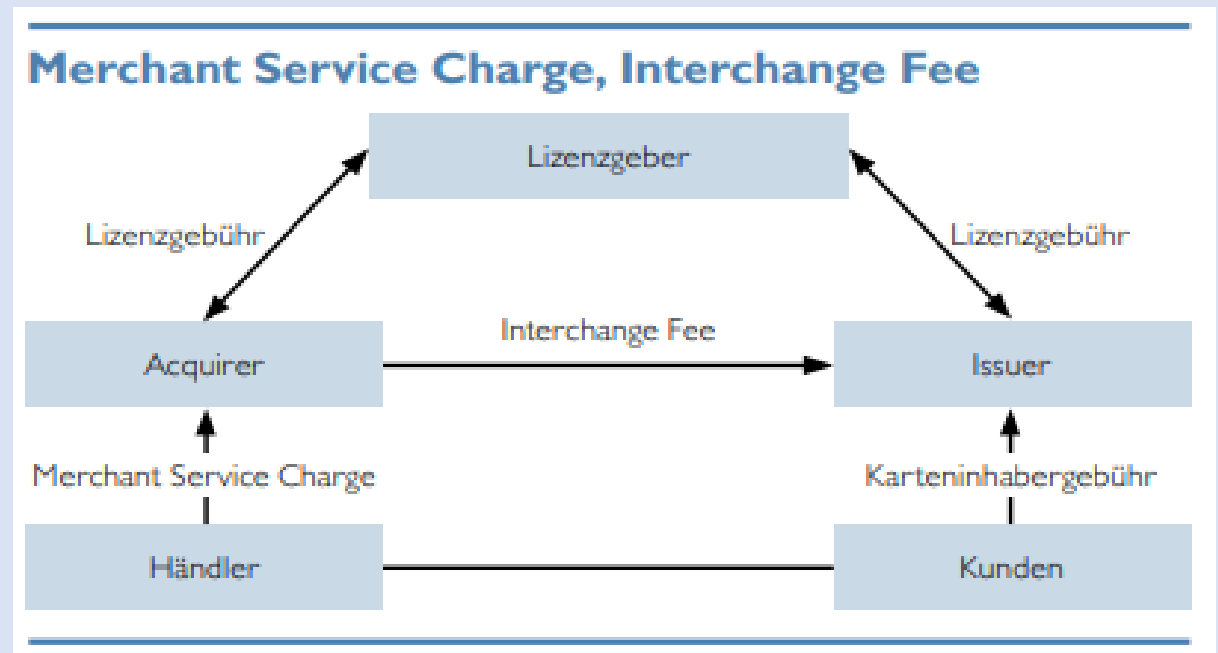 Merchant Service Charge, Interchange Fee
Lizenzgeber
Lizenzgebühr
Lizenzgebühr
Interchange Fee
Acquirer
Issuer
Merchant Service Charge
Karteninhabergebühr
Händler
Kunden